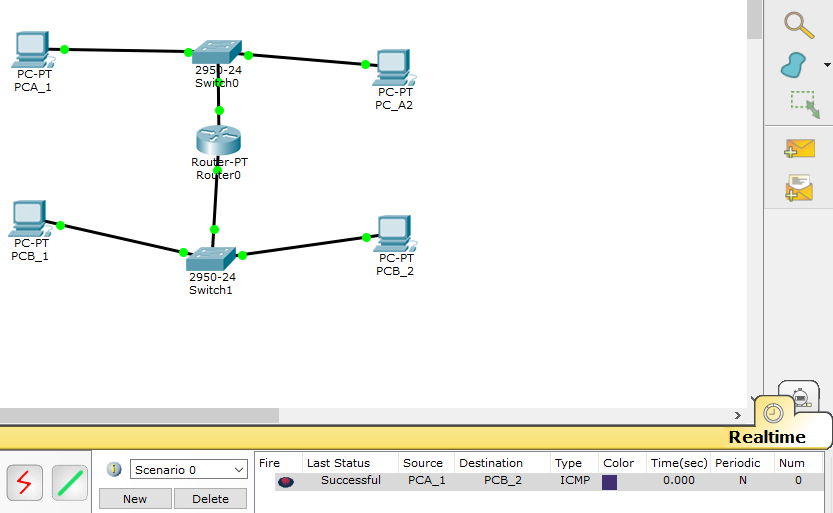 PC-PT
PCA_1
2950-24
Switch0
PC-PT
PC_A2
Router-PT
Router0
PC-PT
PCB_1
2950-24
Switch1
PC-PT
PCB_2
Realtime
Scenario 0
New Delete
Fire Last Status Source Destination Type Color Time(sec) Periodic Num
Successful PCA_1 PCB_2 ICMP 0.000 N 0